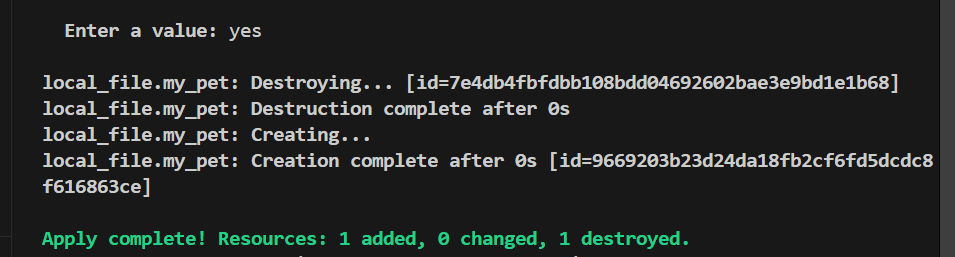 Enter a value: yes
local_file.my_pet: Destroying... [id=7e4db4fbfdbb108bdd04692602bae3e9bd1e1b68]
local_file.my_pet: Destruction complete after 0s
local_file.my_pet: Creating...
local_file.my_pet: Creation complete after 0s [id=9669203b23d24da18fb2cf6fd5dcdc8
f616863ce]
Apply complete! Resources: 1 added, 0 changed, 1 destroyed.